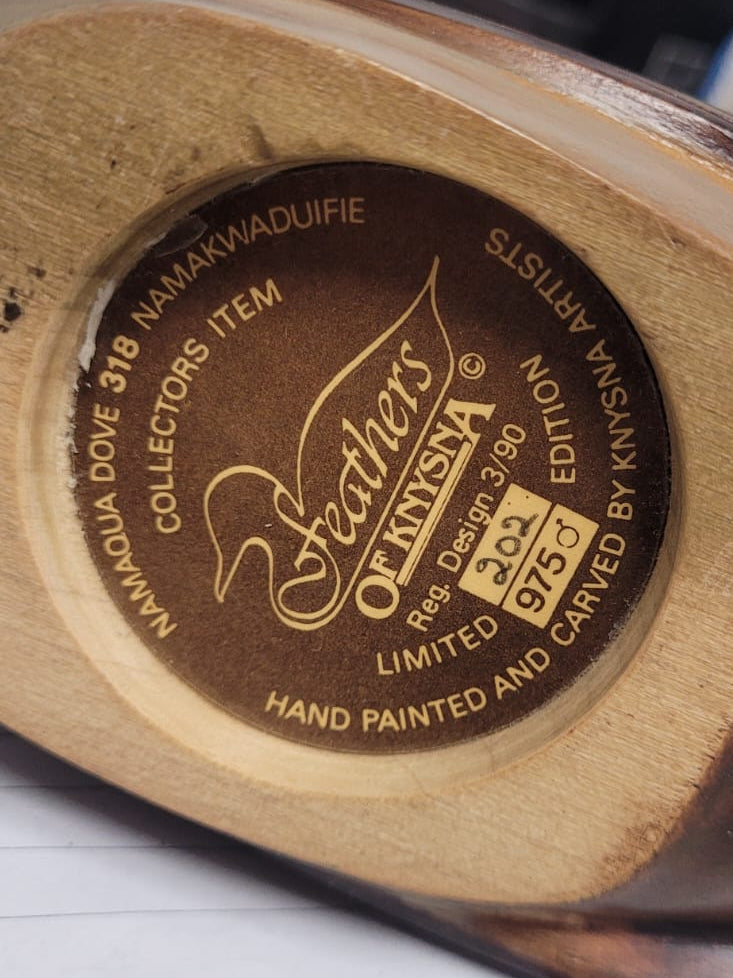 NAMAQUA DOVE 318 NAMAKWADUIFIE
COLLECTORS ITEM
Feathers
OF KNYSNA ©
Reg. Design 3/90
LIMITED EDITION
202
975♂
HAND PAINTED AND CARVED BY KNYSNA ARTISTS